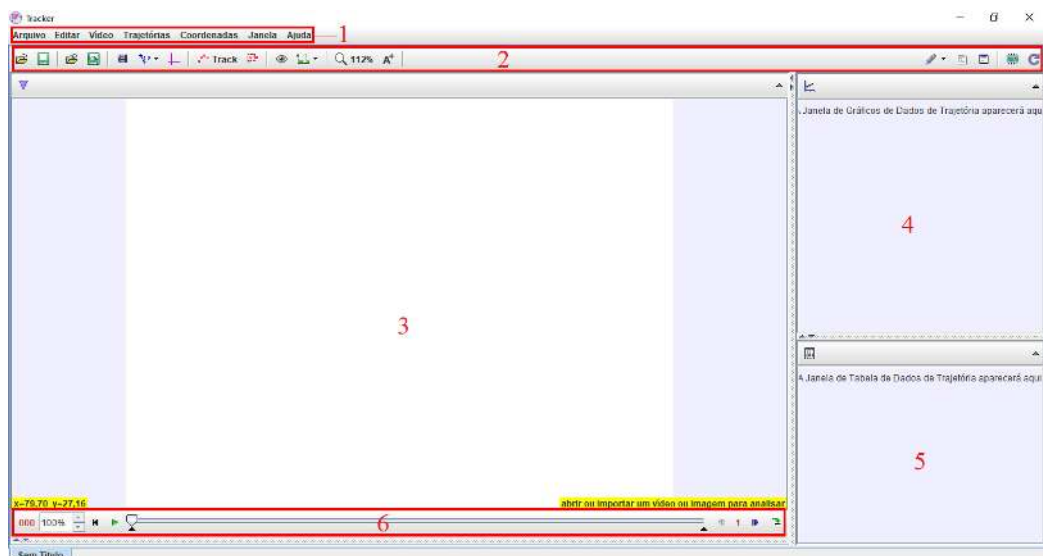 Tracker
Arquivo Editar Vídeo Trajetórias Coordenadas Janela Ajuda 1
Track 112% A 2
A Janela de Gráficos de Dados de Trajetória aparecerá aqu
3
4
A Janela de Tabela de Dados de Trajetória aparecerá aqui
5
x=79,70 y=27,16 abrir ou importar um vídeo ou imagem para analisar
000 100% 6 1
Sem Título